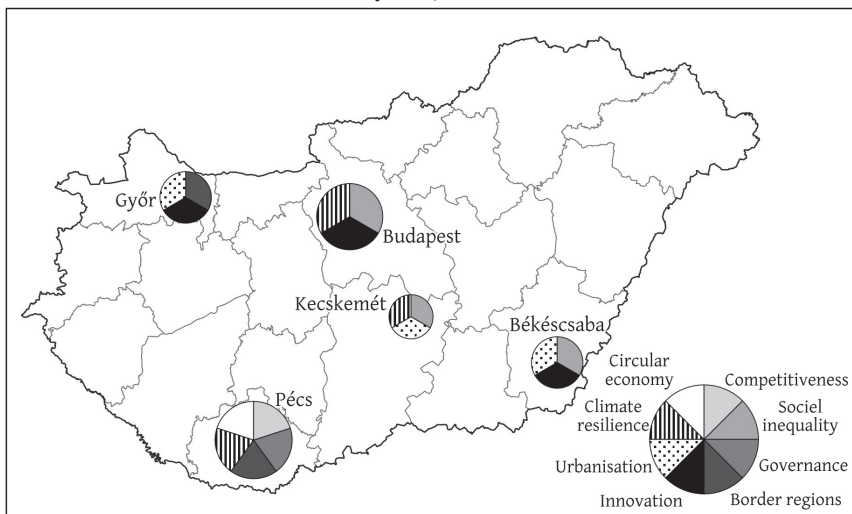 Győr
Budapest
Kecskemét
Békéscsaba
Pécs
Circular
economy
Competitiveness
Climate
resilience
Sociel
inequality
Urbanisation
Governance
Innovation
Border regions